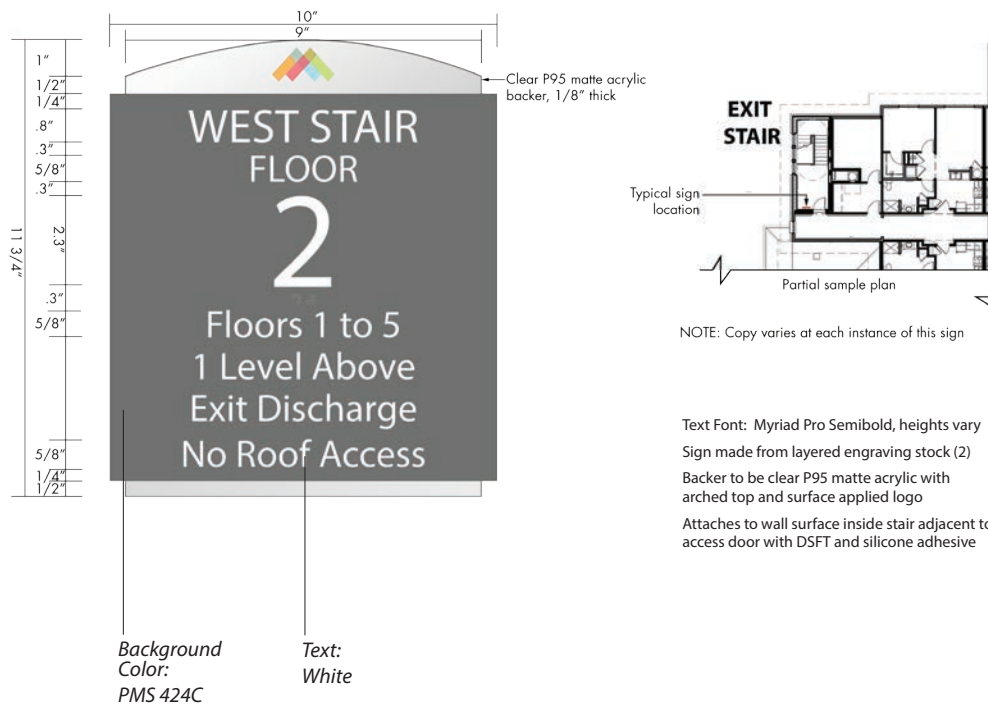 10"
9"
1"
1/2"
1/4"
.8"
.3"
5/8"
.3"
2.3"
11 3/4"
.3"
5/8"
5/8"
1/4"
1/2"
Clear P95 matte acrylic
backer, 1/8" thick
WEST STAIR
FLOOR
2
Floors 1 to 5
1 Level Above
Exit Discharge
No Roof Access
Background
Color:
PMS 424C
Text:
White
EXIT
STAIR
Typical sign
location
Partial sample plan
NOTE: Copy varies at each instance of this sign
Text Font: Myriad Pro Semibold, heights vary
Sign made from layered engraving stock (2)
Backer to be clear P95 matte acrylic with
arched top and surface applied logo
Attaches to wall surface inside stair adjacent to
access door with DSFT and silicone adhesive